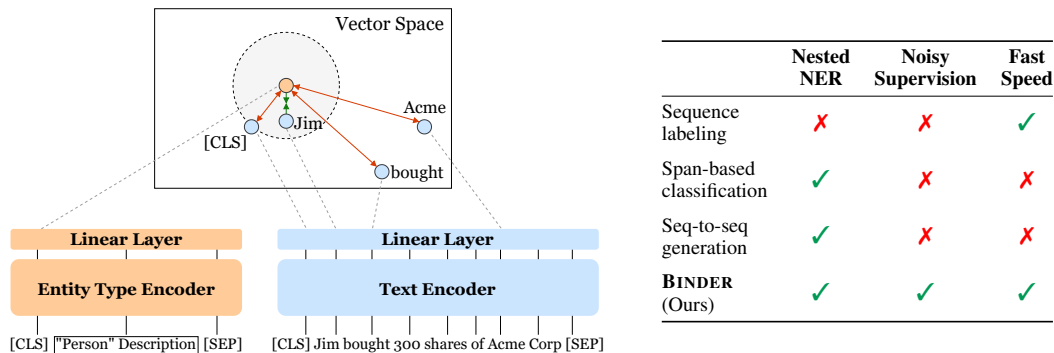 Vector Space
Acme
Jim
[CLS]
bought
Linear Layer
Linear Layer
Entity Type Encoder
Text Encoder
[CLS] "Person" Description [SEP]
[CLS] Jim bought 300 shares of Acme Corp [SEP]
Nested Noisy Fast
NER Supervision Speed
Sequence
labeling ✗ ✗ ✓
Span-based
classification ✓ ✗ ✗
Seq-to-seq
generation ✓ ✗ ✗
BINDER
(Ours) ✓ ✓ ✓